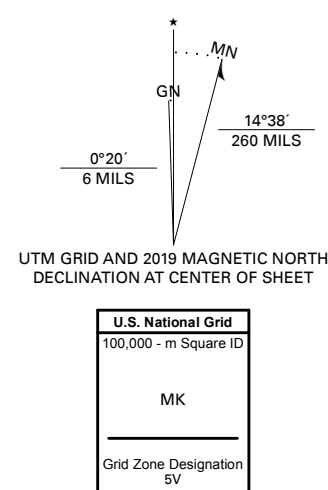 ★
MN
GN
14°38´
260 MILS
0°20´
6 MILS
UTM GRID AND 2019 MAGNETIC NORTH
DECLINATION AT CENTER OF SHEET
U.S. National Grid
100,000 - m Square ID
MK
Grid Zone Designation
5V